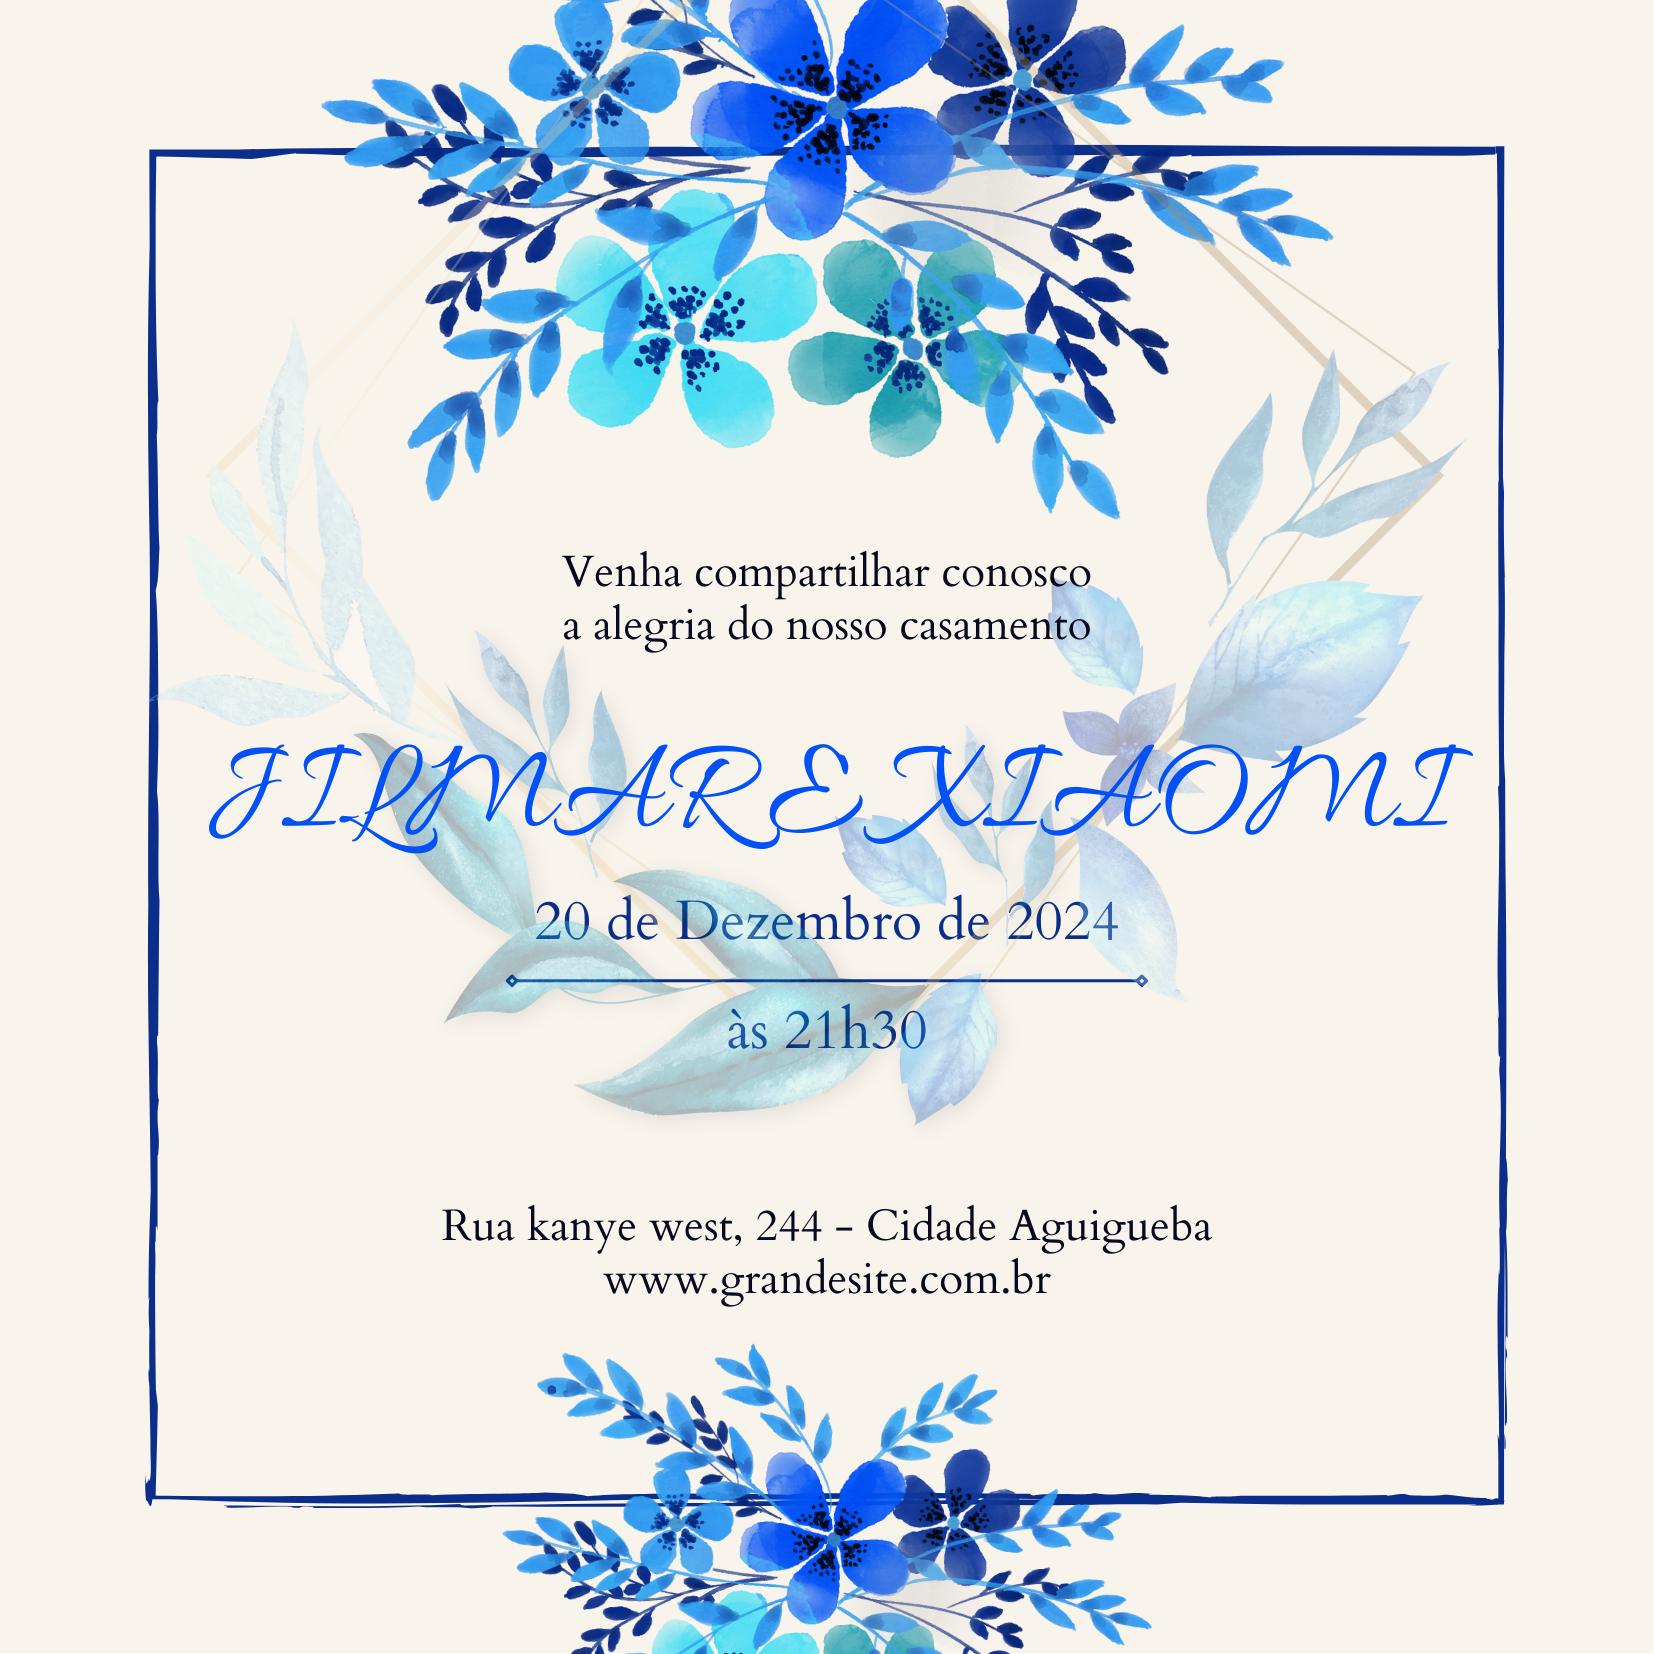 Venha compartilhar conosco
a alegria do nosso casamento
JILMAR E XIAOMI
20 de Dezembro de 2024
às 21h30
Rua kanye west, 244 - Cidade Aguigueba
www.grandesite.com.br